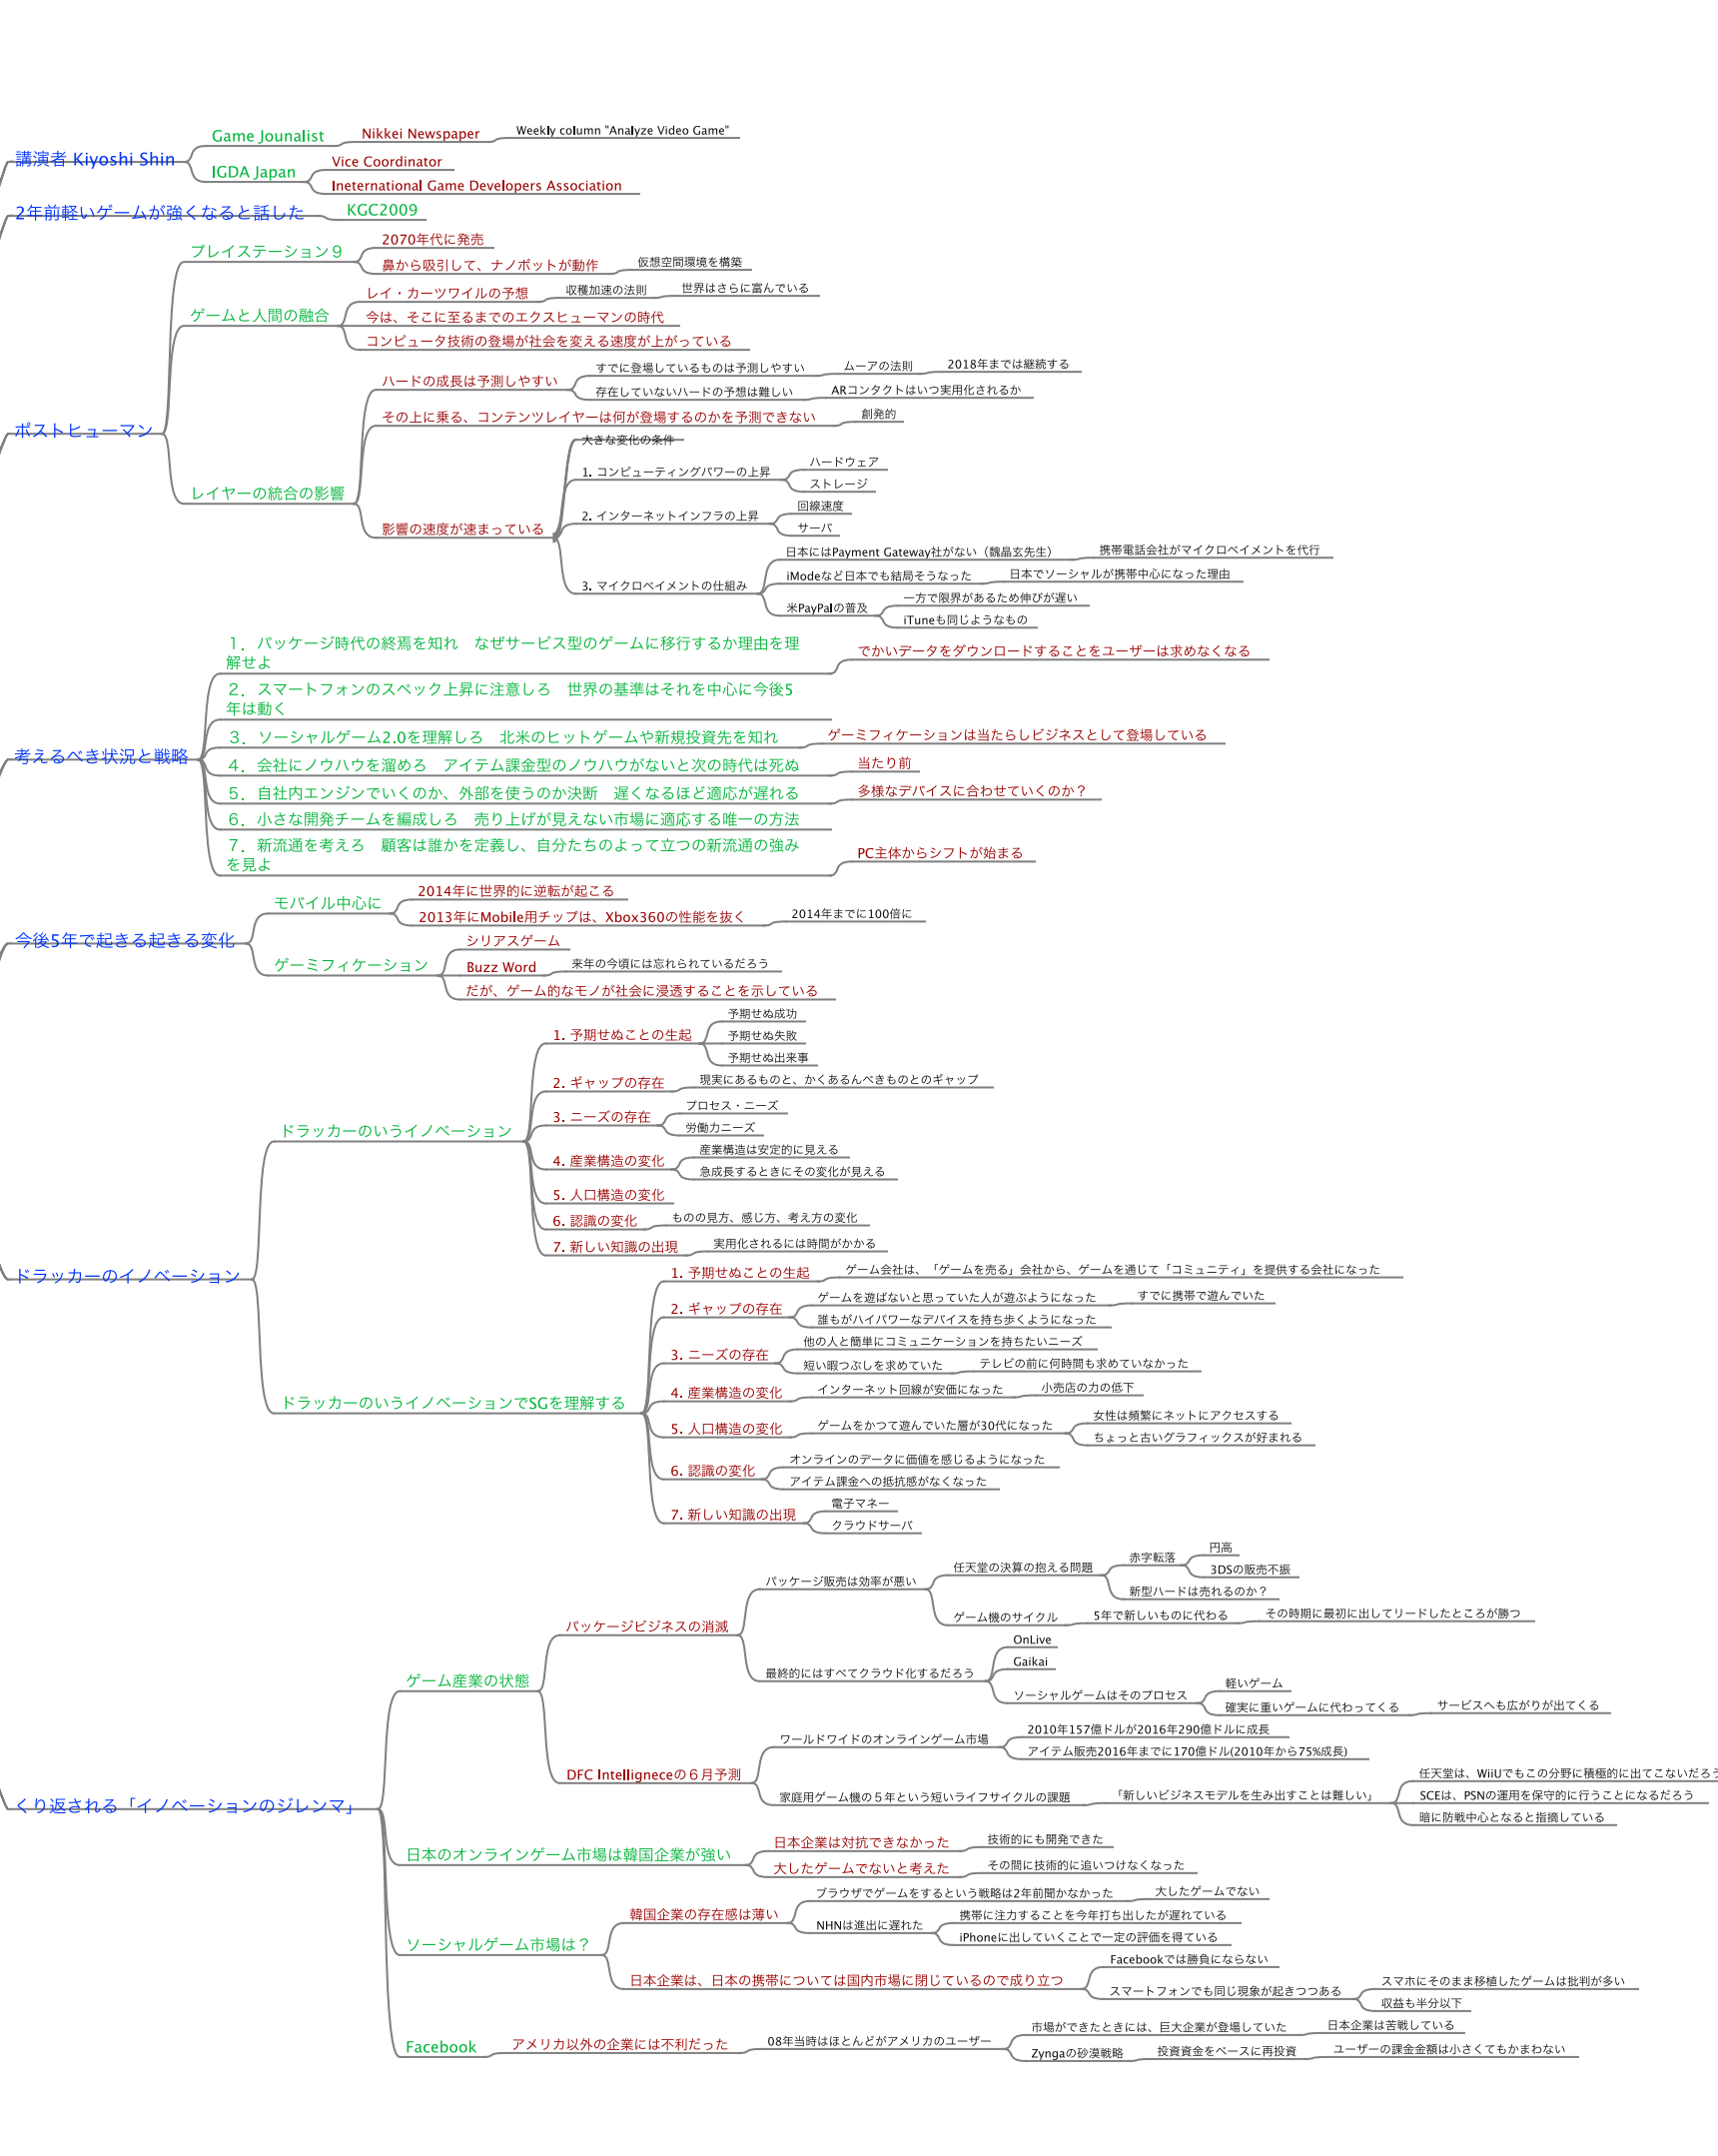 講演者 Kiyoshi Shin
Game Jounalist
Nikkei Newspaper
Weekly column "Analyze Video Game"
IGDA Japan
Vice Coordinator
Ineternational Game Developers Association
2年前軽いゲームが強くなると話した
KGC2009
ポストヒューマン
プレイステーション９
2070年代に発売
鼻から吸引して、ナノボットが動作
仮想空間環境を構築
ゲームと人間の融合
レイ・カーツワイルの予想
収穫加速の法則
世界はさらに富んでいる
今は、そこに至るまでのエクスヒューマンの時代
コンピュータ技術の登場が社会を変える速度が上がっている
レイヤーの統合の影響
ハードの成長は予測しやすい
すでに登場しているものは予測しやすい
ムーアの法則
2018年までは継続する
存在していないハードの予想は難しい
ARコンタクトはいつ実用化されるか
その上に乗る、コンテンツレイヤーは何が登場するのかを予測できない
創発的
影響の速度が速まっている
大きな変化の条件
1. コンピューティングパワーの上昇
ハードウェア
ストレージ
2. インターネットインフラの上昇
回線速度
サーバ
3. マイクロペイメントの仕組み
日本にはPayment Gateway社がない（魏晶玄先生）
携帯電話会社がマイクロペイメントを代行
iModeなど日本でも結局そうなった
日本でソーシャルが携帯中心になった理由
米PayPalの普及
一方で限界があるため伸びが遅い
iTuneも同じようなもの
考えるべき状況と戦略
１．パッケージ時代の終焉を知れ　なぜサービス型のゲームに移行するか理由を理
解せよ
でかいデータをダウンロードすることをユーザーは求めなくなる
２．スマートフォンのスペック上昇に注意しろ　世界の基準はそれを中心に今後5
年は動く
３．ソーシャルゲーム2.0を理解しろ　北米のヒットゲームや新規投資先を知れ
ゲーミフィケーションは当たらしビジネスとして登場している
４．会社にノウハウを溜めろ　アイテム課金型のノウハウがないと次の時代は死ぬ
当たり前
５．自社内エンジンでいくのか、外部を使うのか決断　遅くなるほど適応が遅れる
多様なデバイスに合わせていくのか？
６．小さな開発チームを編成しろ　売り上げが見えない市場に適応する唯一の方法
７．新流通を考えろ　顧客は誰かを定義し、自分たちのよって立つの新流通の強み
を見よ
PC主体からシフトが始まる
今後5年で起きる起きる変化
モバイル中心に
2014年に世界的に逆転が起こる
2013年にMobile用チップは、Xbox360の性能を抜く
2014年までに100倍に
ゲーミフィケーション
シリアスゲーム
Buzz Word
来年の今頃には忘れられているだろう
だが、ゲーム的なモノが社会に浸透することを示している
ドラッカーのイノベーション
ドラッカーのいうイノベーション
1. 予期せぬことの生起
予期せぬ成功
予期せぬ失敗
予期せぬ出来事
2. ギャップの存在
現実にあるものと、かくあるんべきものとのギャップ
3. ニーズの存在
プロセス・ニーズ
労働力ニーズ
4. 産業構造の変化
産業構造は安定的に見える
急成長するときにその変化が見える
5. 人口構造の変化
6. 認識の変化
ものの見方、感じ方、考え方の変化
7. 新しい知識の出現
実用化されるには時間がかかる
ドラッカーのいうイノベーションでSGを理解する
1. 予期せぬことの生起
ゲーム会社は、「ゲームを売る」会社から、ゲームを通じて「コミュニティ」を提供する会社になった
2. ギャップの存在
ゲームを遊ばないと思っていた人が遊ぶようになった
すでに携帯で遊んでいた
誰もがハイパワーなデバイスを持ち歩くようになった
3. ニーズの存在
他の人と簡単にコミュニケーションを持ちたいニーズ
短い暇つぶしを求めていた
テレビの前に何時間も求めていなかった
4. 産業構造の変化
インターネット回線が安価になった
小売店の力の低下
5. 人口構造の変化
ゲームをかつて遊んでいた層が30代になった
女性は頻繁にネットにアクセスする
ちょっと古いグラフィックスが好まれる
6. 認識の変化
オンラインのデータに価値を感じるようになった
アイテム課金への抵抗感がなくなった
7. 新しい知識の出現
電子マネー
クラウドサーバ
くり返される「イノベーションのジレンマ」
ゲーム産業の状態
パッケージビジネスの消滅
パッケージ販売は効率が悪い
任天堂の決算の抱える問題
赤字転落
円高
3DSの販売不振
新型ハードは売れるのか？
ゲーム機のサイクル
5年で新しいものに代わる
その時期に最初に出してリードしたところが勝つ
最終的にはすべてクラウド化するだろう
OnLive
Gaikai
ソーシャルゲームはそのプロセス
軽いゲーム
確実に重いゲームに代わってくる
サービスへも広がりが出てくる
DFC Intelligneceの６月予測
ワールドワイドのオンラインゲーム市場
2010年157億ドルが2016年290億ドルに成長
アイテム販売2016年までに170億ドル(2010年から75%成長)
家庭用ゲーム機の５年という短いライフサイクルの課題
「新しいビジネスモデルを生み出すことは難しい」
任天堂は、WiiUでもこの分野に積極的に出てこないだろう
SCEは、PSNの運用を保守的に行うことになるだろう
暗に防戦中心となると指摘している
日本のオンラインゲーム市場は韓国企業が強い
日本企業は対抗できなかった
技術的にも開発できた
大したゲームでないと考えた
その間に技術的に追いつけなくなった
ソーシャルゲーム市場は？
韓国企業の存在感は薄い
ブラウザでゲームをするという戦略は2年前聞かなかった
大したゲームでない
NHNは進出に遅れた
携帯に注力することを今年打ち出したが遅れている
iPhoneに出していくことで一定の評価を得ている
日本企業は、日本の携帯については国内市場に閉じているので成り立つ
Facebookでは勝負にならない
スマートフォンでも同じ現象が起きつつある
スマホにそのまま移植したゲームは批判が多い
収益も半分以下
Facebook
アメリカ以外の企業には不利だった
08年当時はほとんどがアメリカのユーザー
市場ができたときには、巨大企業が登場していた
日本企業は苦戦している
Zyngaの砂漠戦略
投資資金をベースに再投資
ユーザーの課金金額は小さくてもかまわない